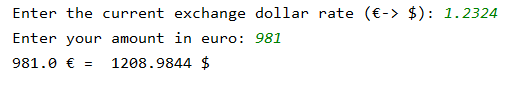 Enter the current exchange dollar rate (€-> $): 1.2324
Enter your amount in euro: 981
981.0 € =  1208.9844 $